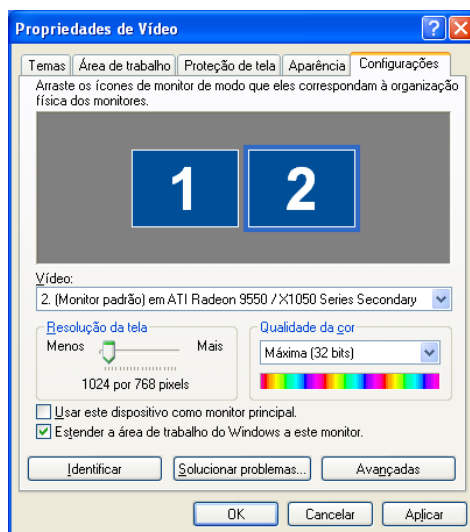 Propriedades de Vídeo
Temas Área de trabalho Proteção de tela Aparência Configurações
Arraste os ícones de monitor de modo que eles correspondam à organização
física dos monitores.
1 2
Vídeo:
2. (Monitor padrão) em ATI Radeon 9550 / X1050 Series Secondary
Resolução da tela
Menos Mais
1024 por 768 pixels
Qualidade da cor
Máxima (32 bits)
Usar este dispositivo como monitor principal.
Estender a área de trabalho do Windows a este monitor.
Identificar Solucionar problemas... Avançadas
OK Cancelar Aplicar